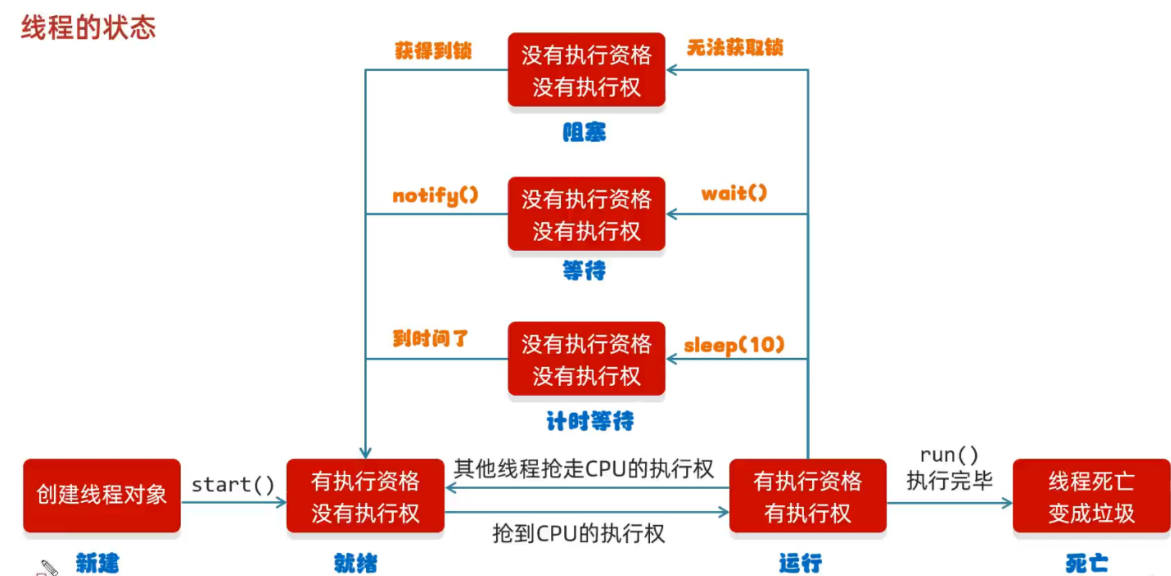 线程的状态
获得到锁
没有执行资格
没有执行权
无法获取锁
阻塞
notify()
没有执行资格
没有执行权
wait()
等待
到时间了
没有执行资格
没有执行权
sleep(10)
计时等待
创建线程对象
start()
有执行资格
没有执行权
其他线程抢走CPU的执行权
抢到CPU的执行权
有执行资格
有执行权
run()
执行完毕
线程死亡
变成垃圾
新建
就绪
运行
死亡